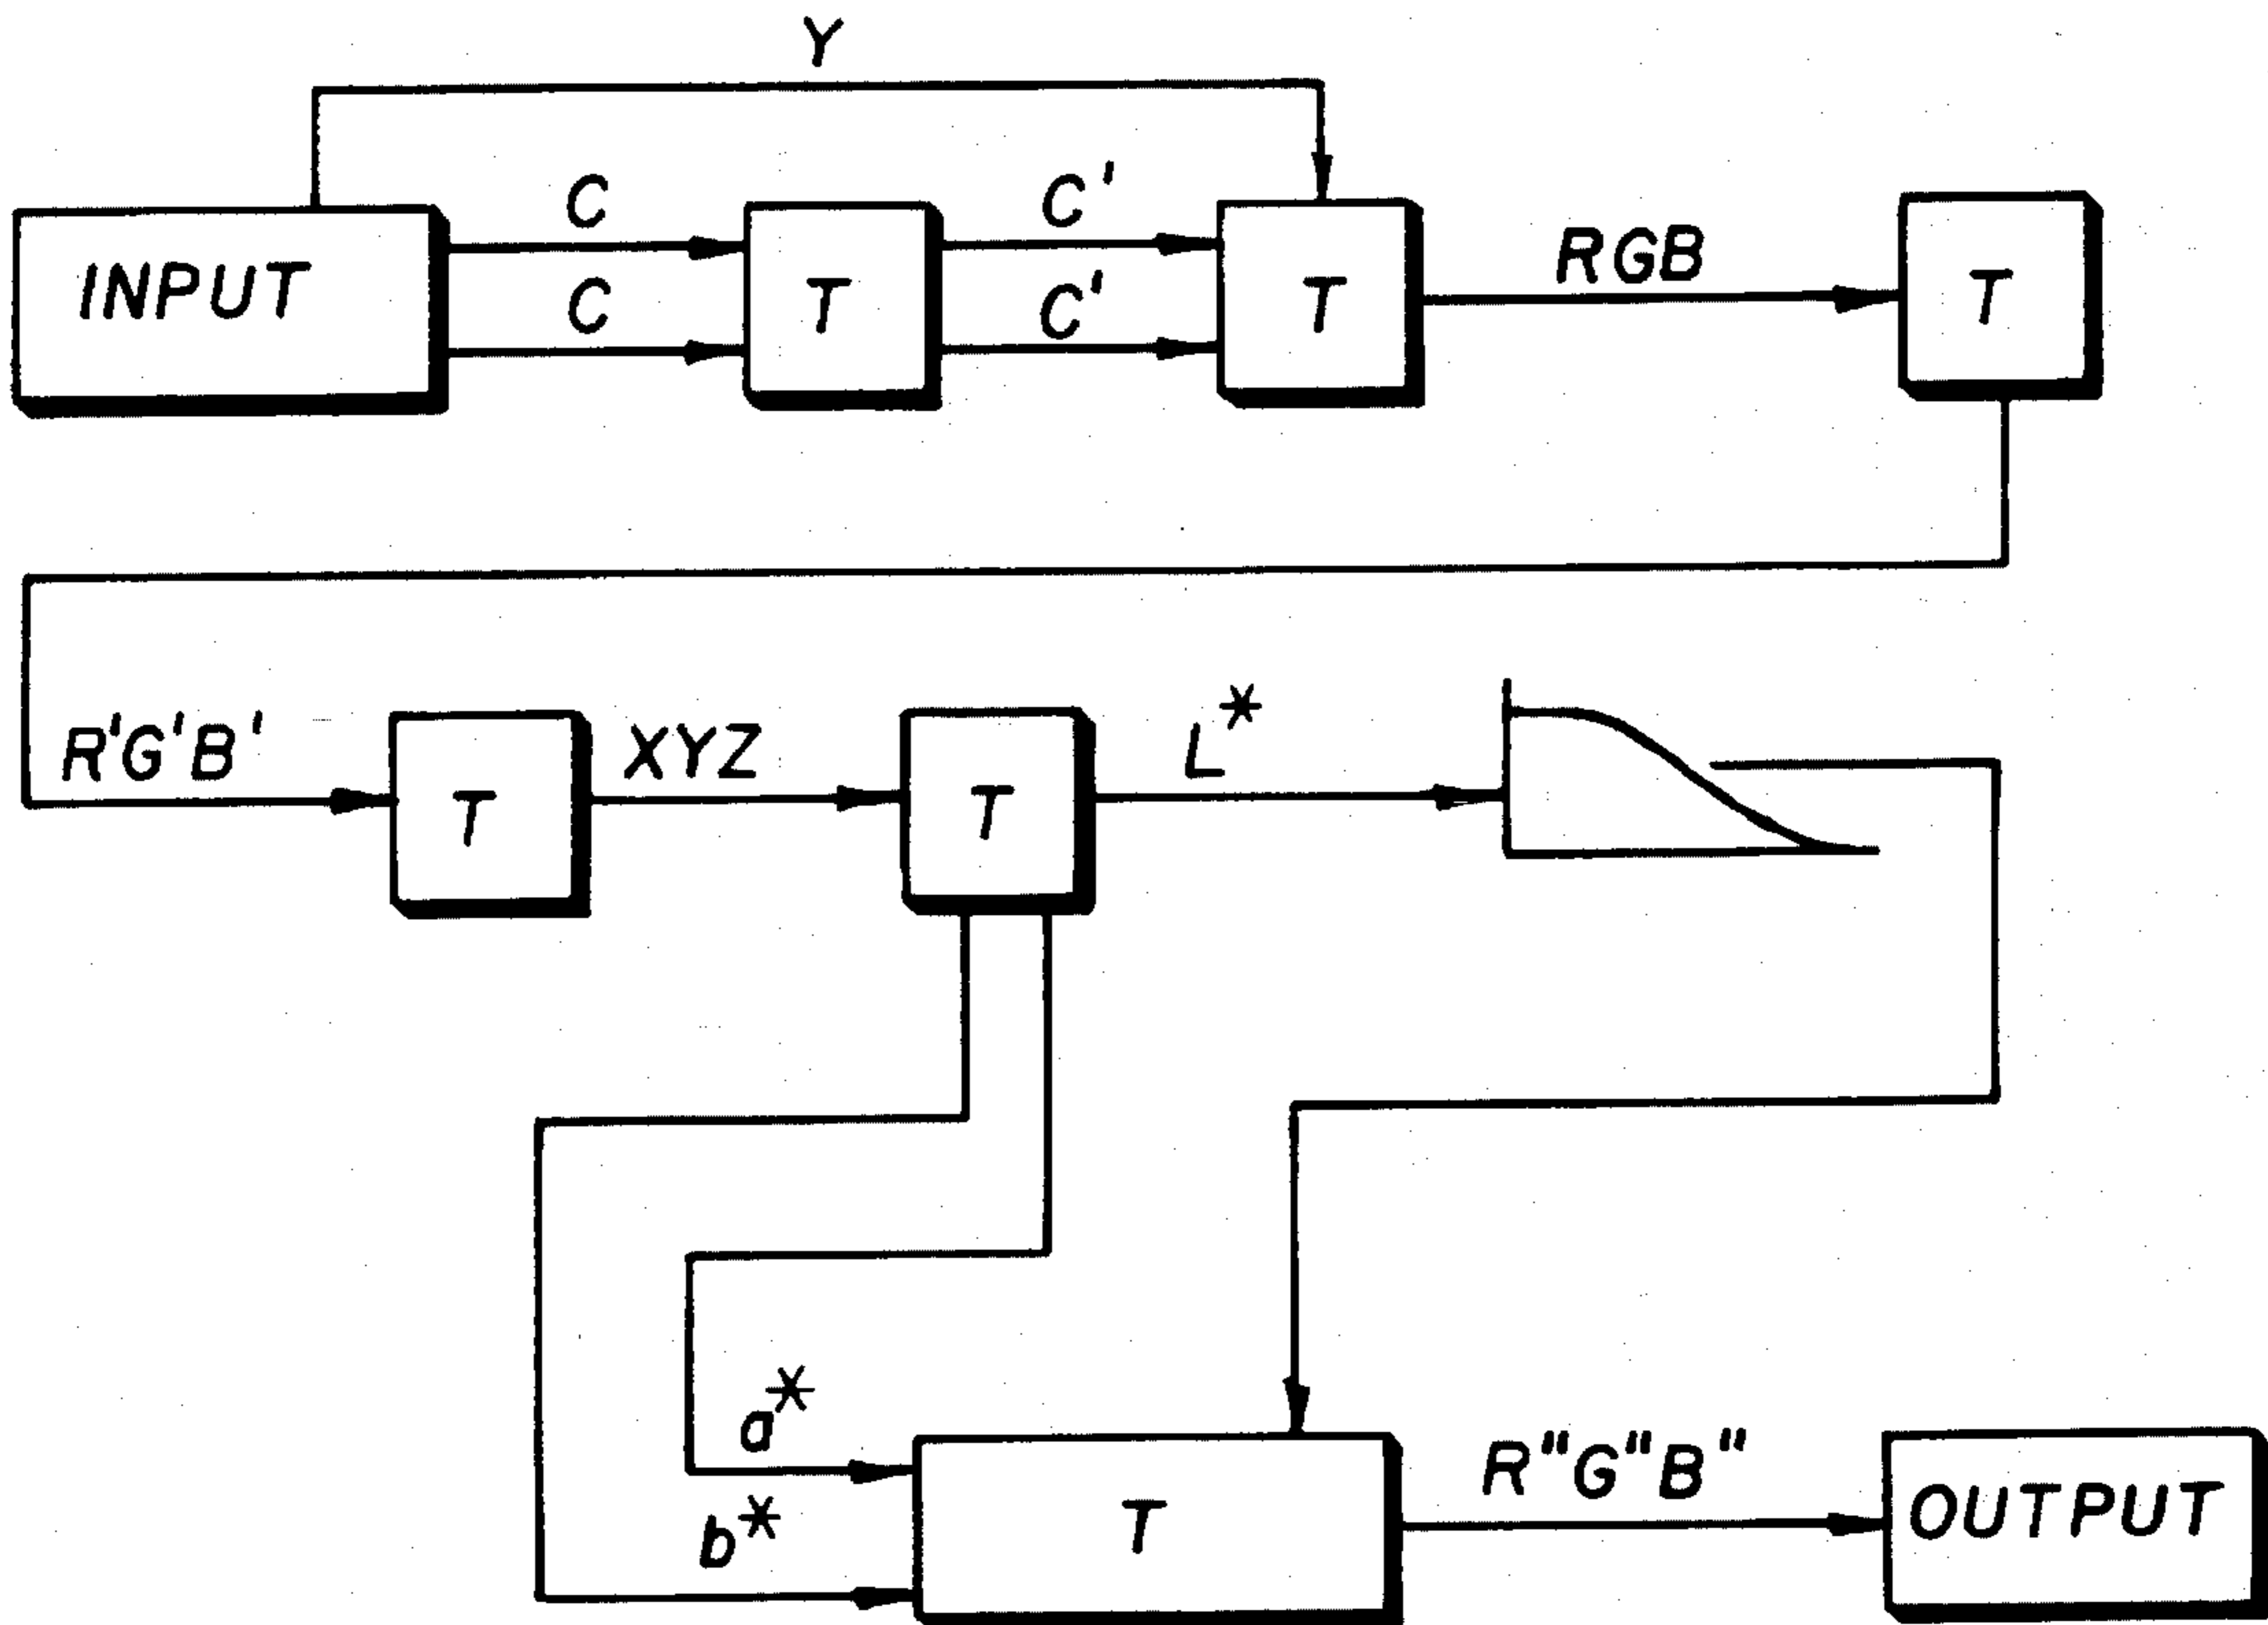 Y
C C'
INPUT C T C' T RGB T
R'G'B' T XYZ T L*
a*
b* T R"G"B" OUTPUT